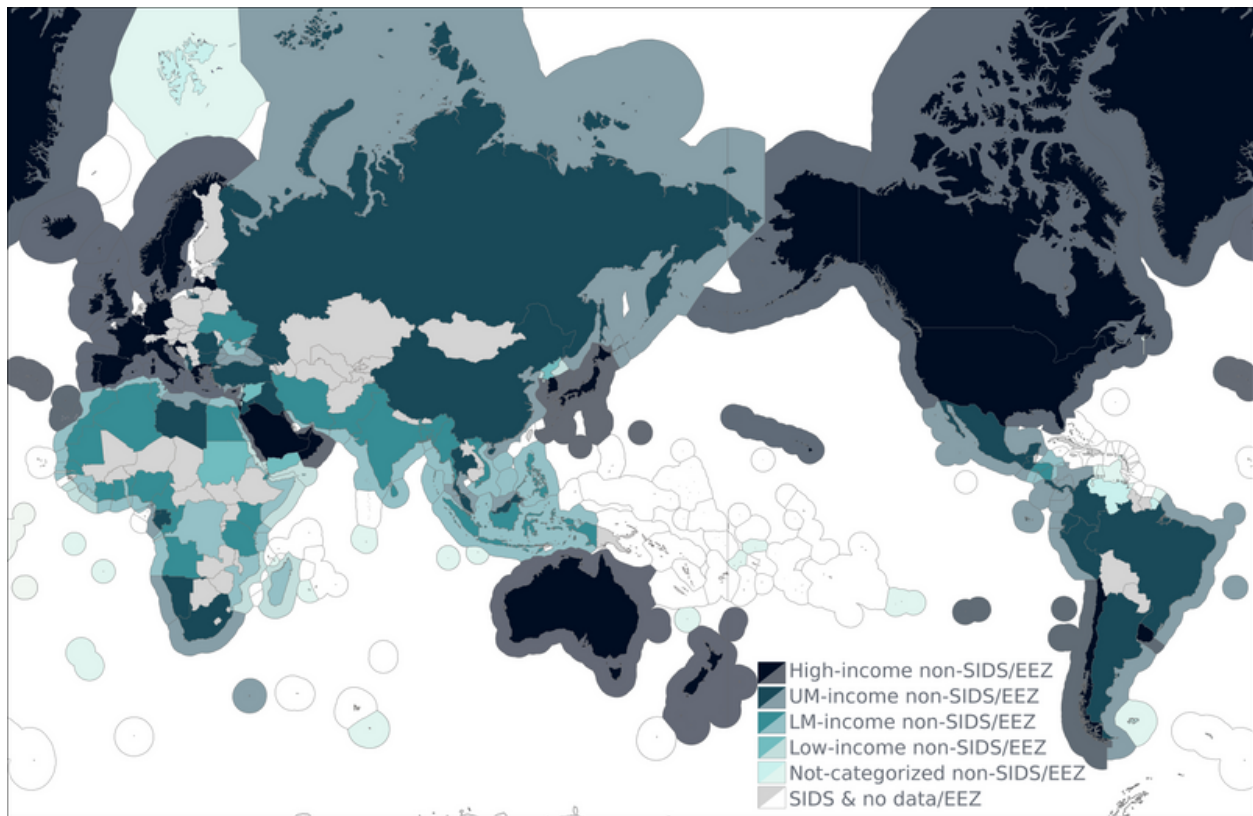 High-income non-SIDS/EEZ
UM-income non-SIDS/EEZ
LM-income non-SIDS/EEZ
Low-income non-SIDS/EEZ
Not-categorized non-SIDS/EEZ
SIDS & no data/EEZ